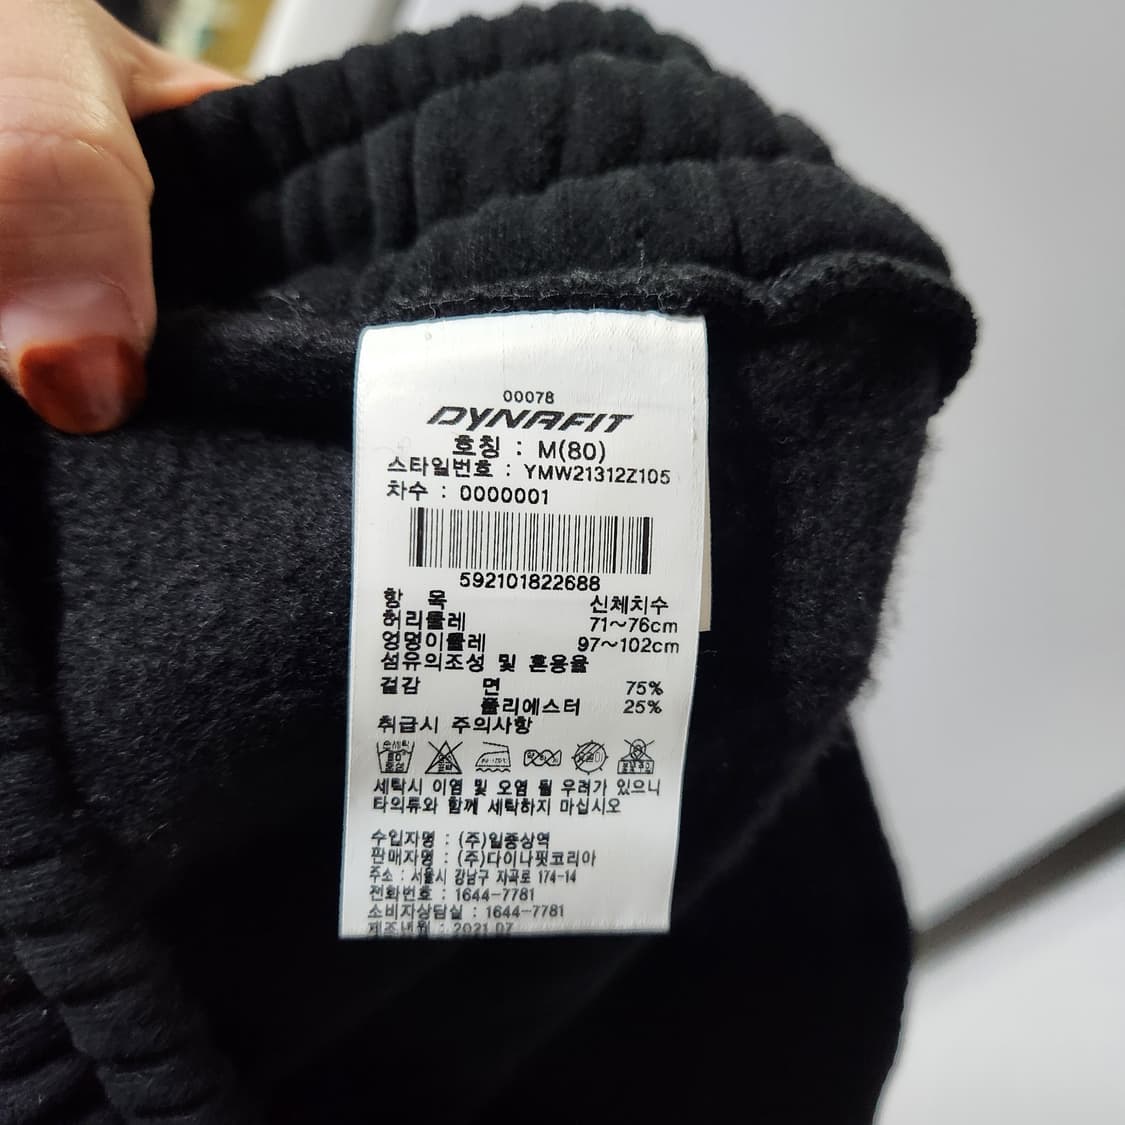 00078
DYNAFIT
호칭 : M(80)
스타일번호 : YMW21312Z105
차수 : 0000001
592101822688
항 목 신체치수
허리둘레 71~76cm
엉덩이둘레 97~102cm
섬유의조성 및 혼용율
겉감 면 75%
폴리에스터 25%
취급시 주의사항
세탁시 이염 및 오염 될 우려가 있으니
타의류와 함께 세탁하지 마십시오
수입자명 : (주)일중상역
판매자명 : (주)다이나핏코리아
주소 : 서울시 강남구 자곡로 174-14
전화번호 : 1644-7781
소비자상담실 : 1644-7781
제조년월 : 2021.07